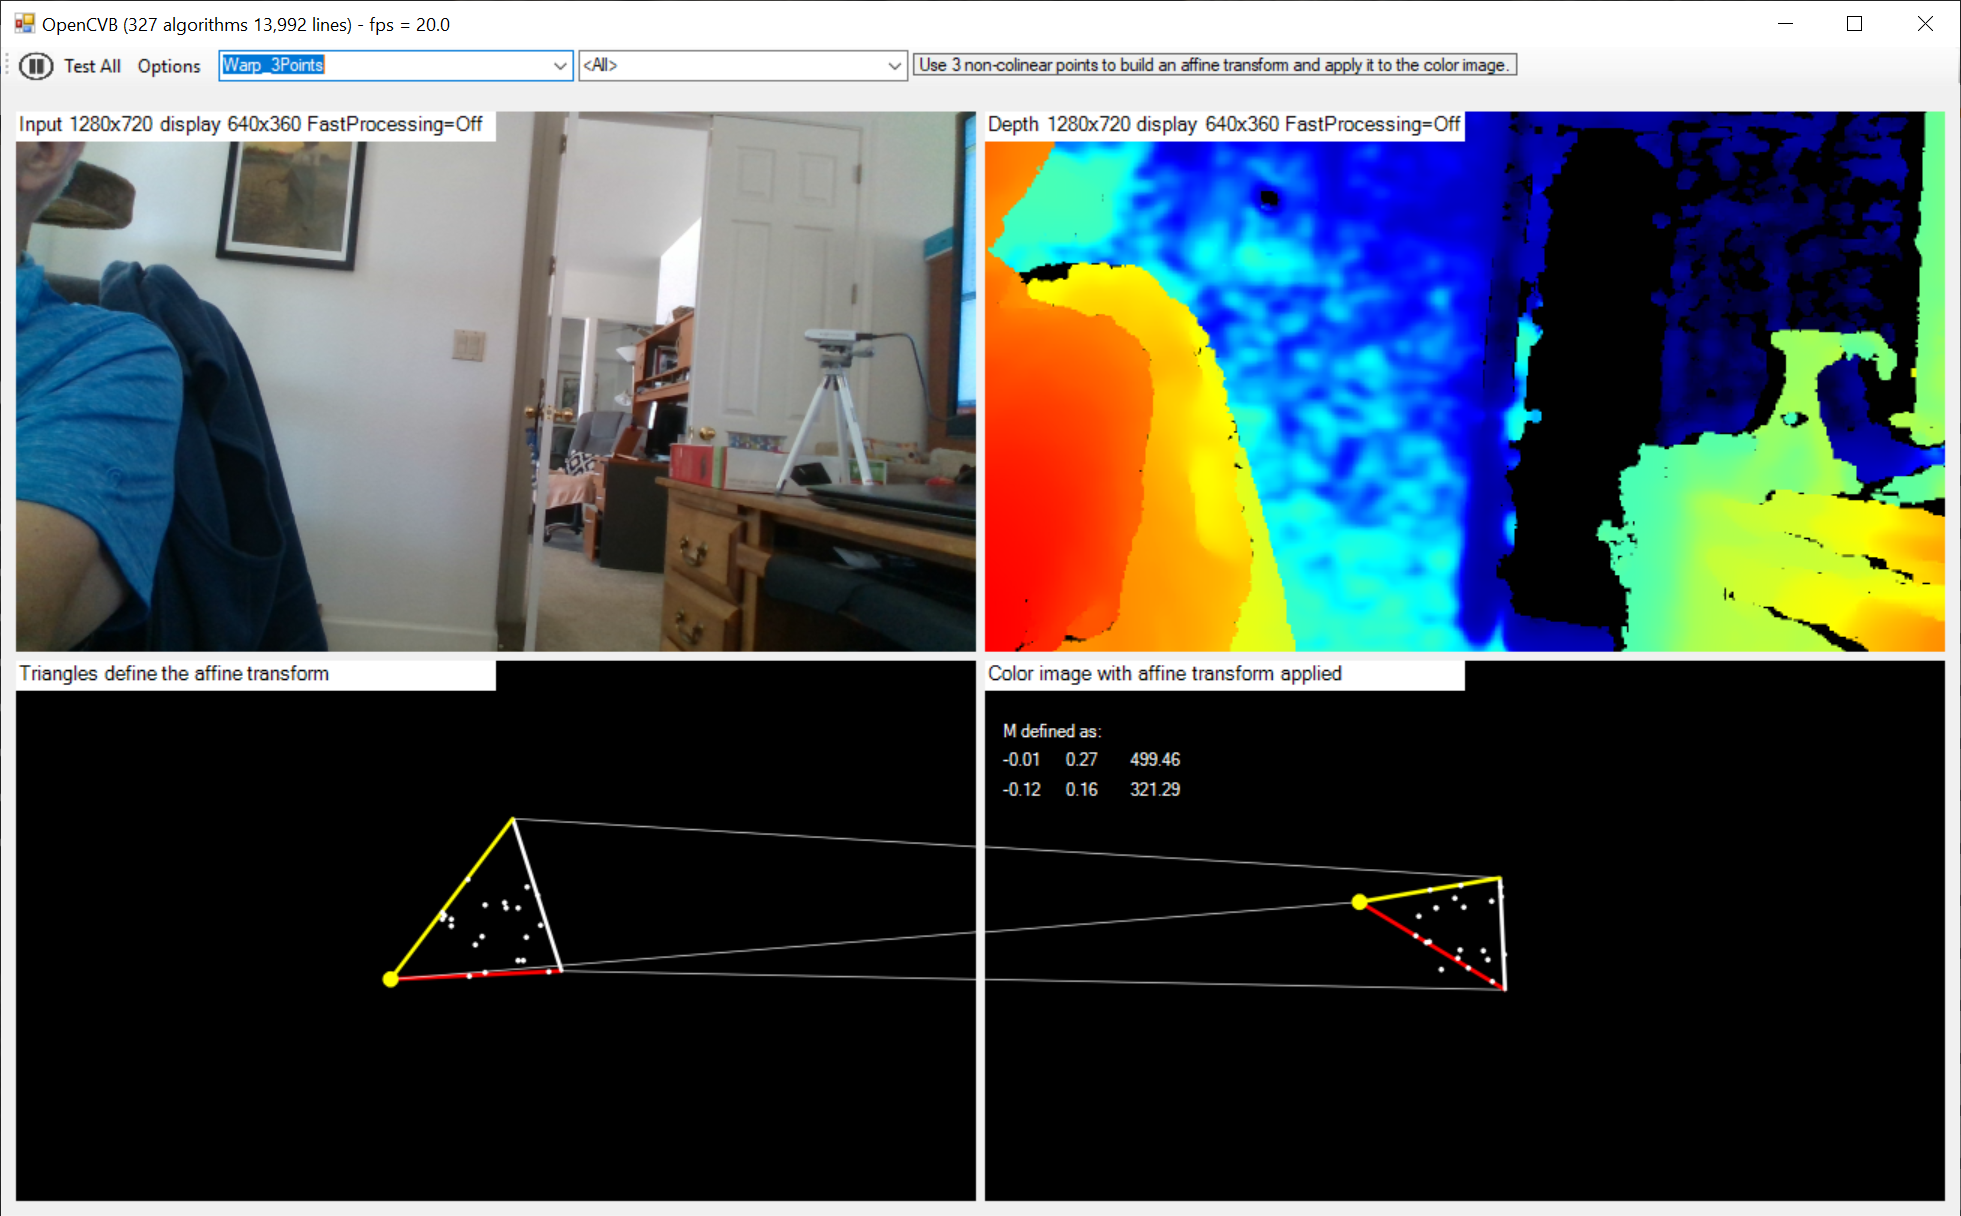 OpenCVB (327 algorithms 13,992 lines) - fps = 20.0
Test All Options Warp_3Points <All> Use 3 non-colinear points to build an affine transform and apply it to the color image.
Input 1280x720 display 640x360 FastProcessing=Off
Depth 1280x720 display 640x360 FastProcessing=Off
Triangles define the affine transform
Color image with affine transform applied
M defined as:
-0.01 0.27 499.46
-0.12 0.16 321.29